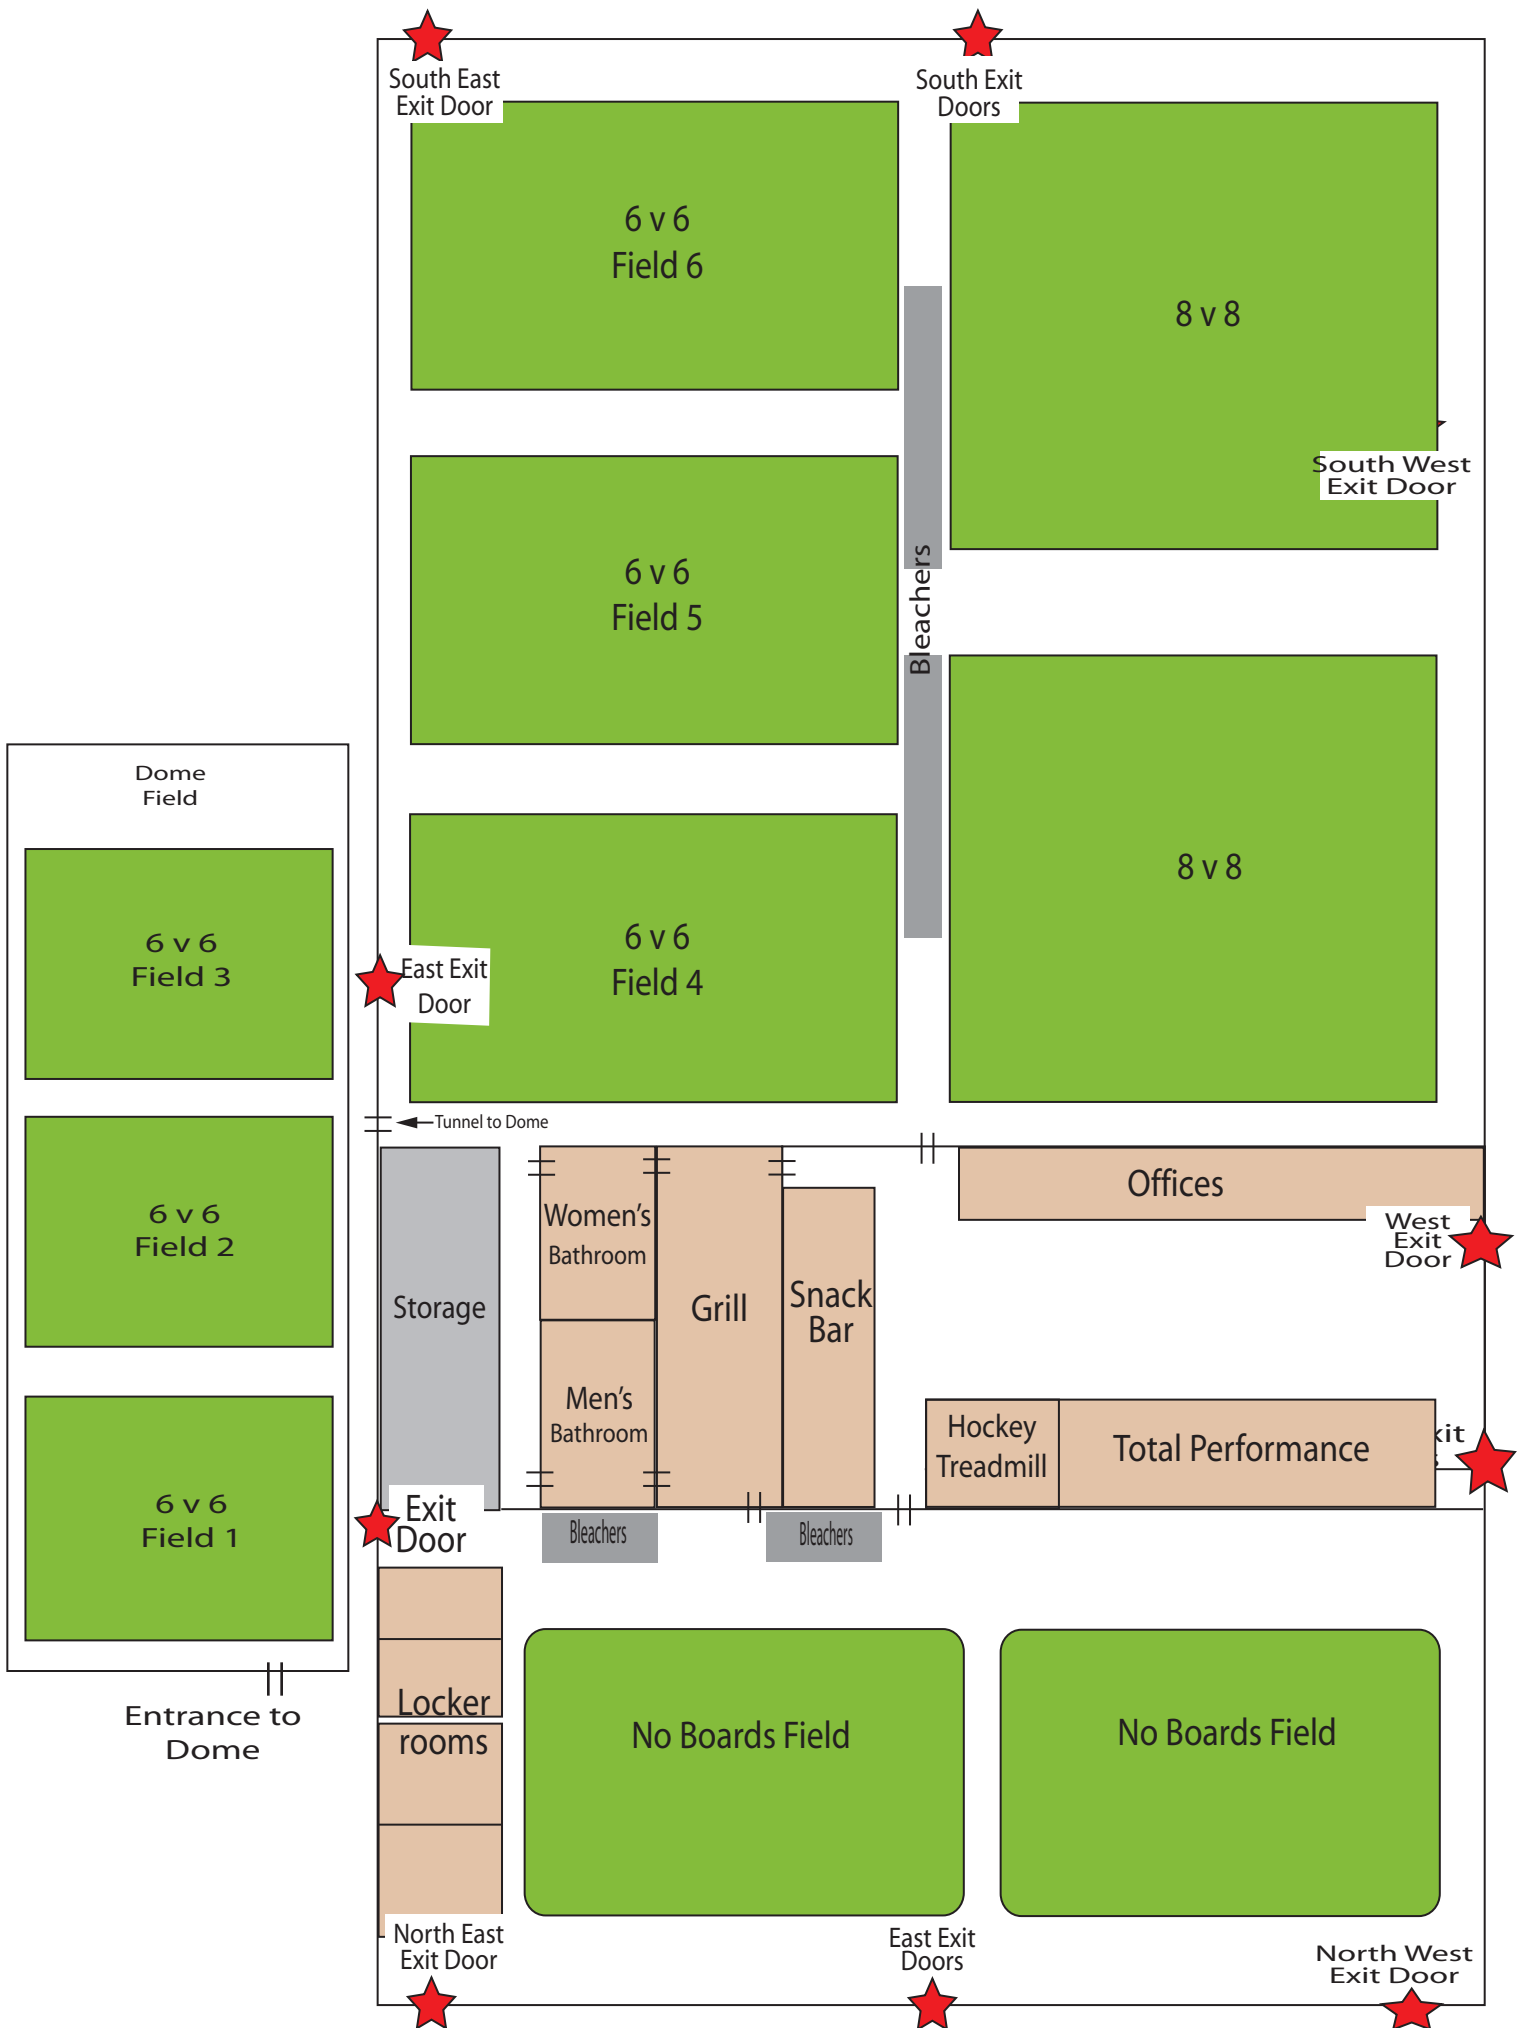 South East
Exit Door
South Exit
Doors
6 v 6
Field 6
8 v 8
South West
Exit Door
Bleachers
6 v 6
Field 5
Dome
Field
8 v 8
6 v 6
Field 3
6 v 6
Field 4
East Exit
Door
Tunnel to Dome
6 v 6
Field 2
Storage
Women's
Bathroom
Men's
Bathroom
Grill
Snack
Bar
Offices
West
Exit
Door
Hockey
Treadmill
Total Performance
6 v 6
Field 1
Exit
Door
Bleachers
Bleachers
Entrance to
Dome
Locker
rooms
No Boards Field
No Boards Field
North East
Exit Door
East Exit
Doors
North West
Exit Door